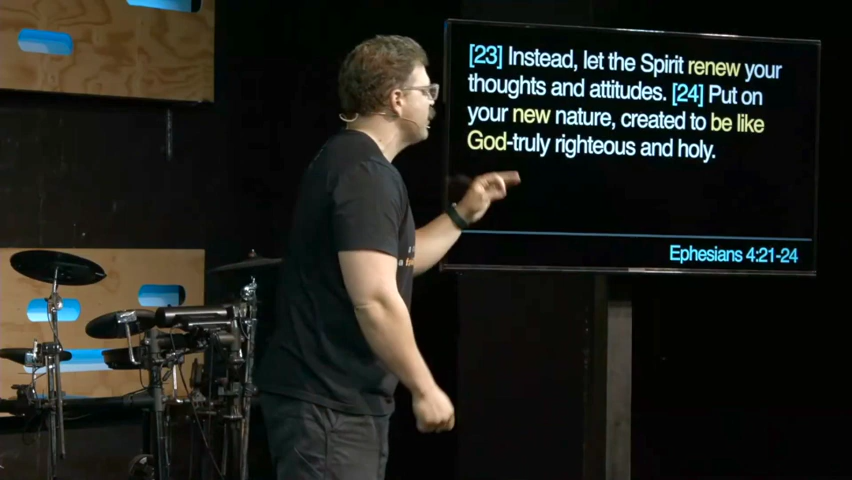 [23] Instead, let the Spirit renew your
thoughts and attitudes. [24] Put on
your new nature, created to be like
God-truly righteous and holy.
Ephesians 4:21-24